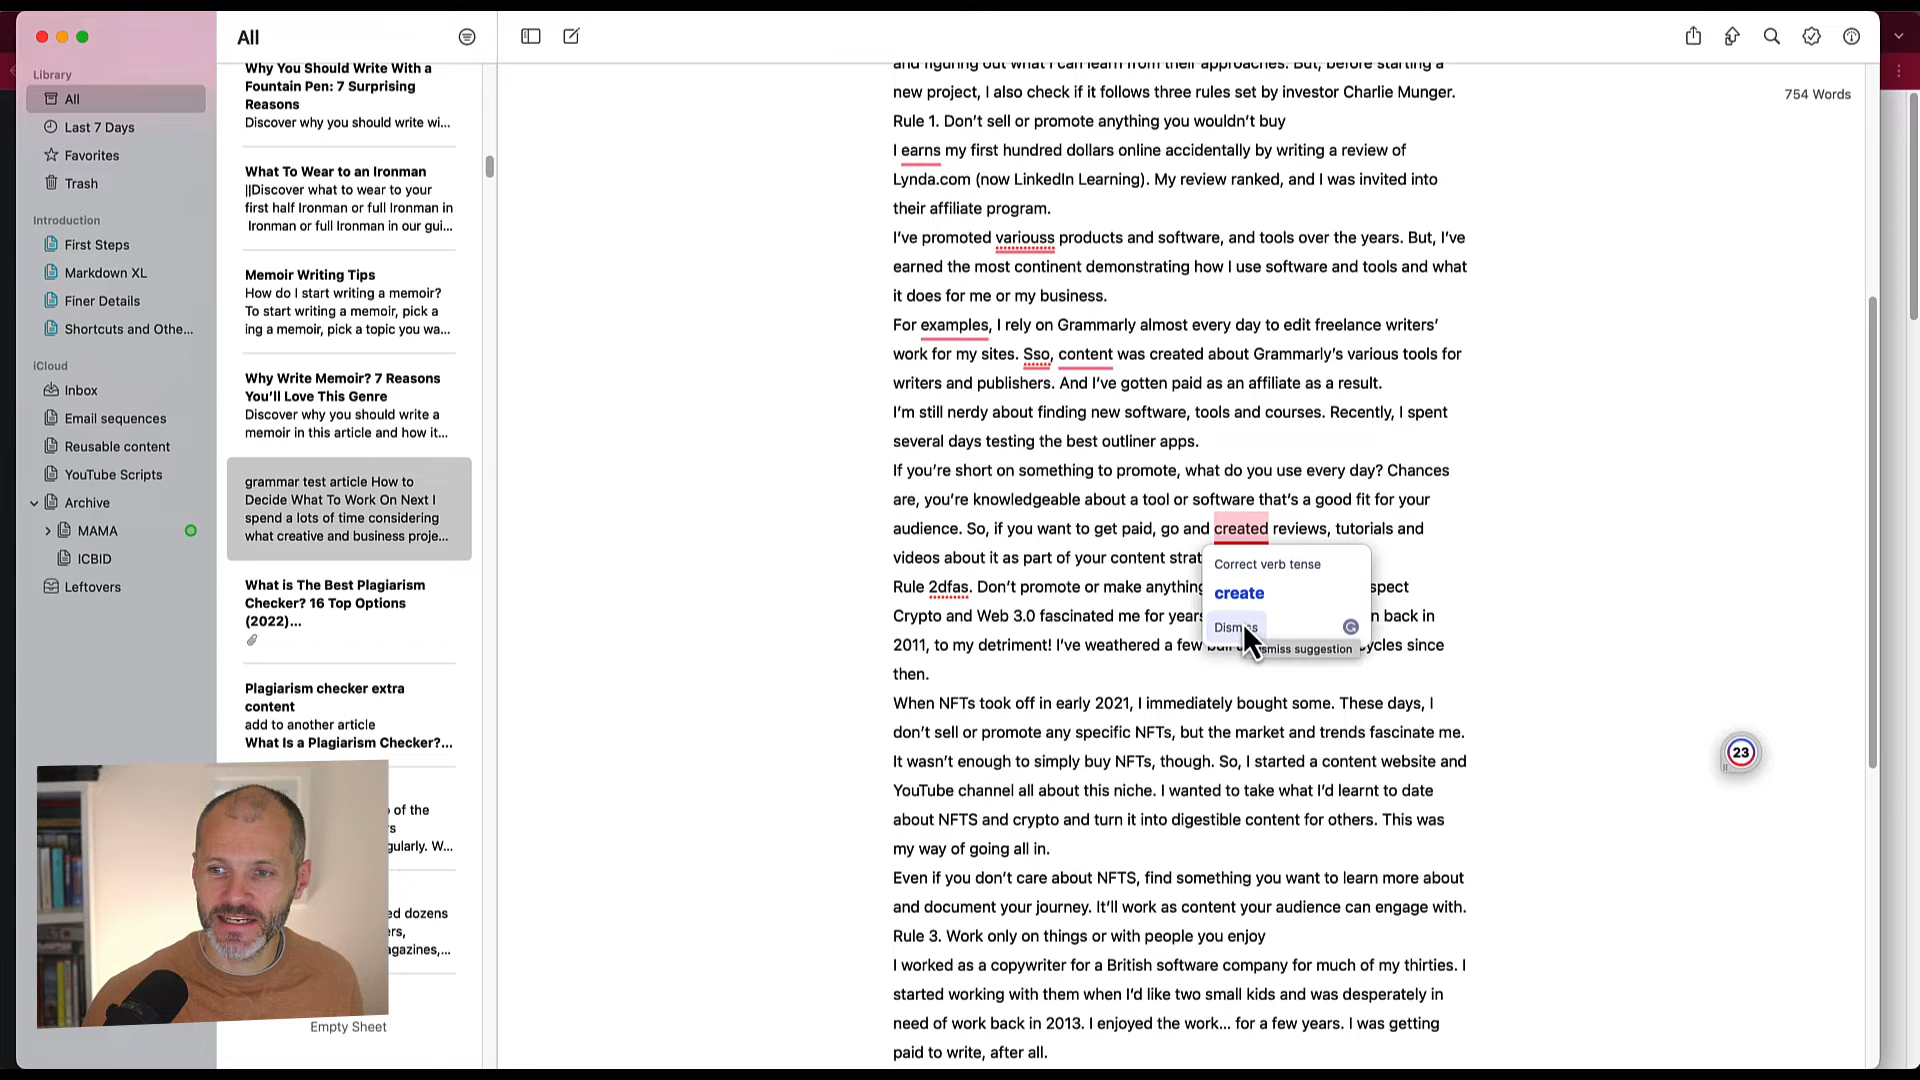 Library
All
Last 7 Days
Favorites
Trash
Introduction
First Steps
Markdown XL
Finer Details
Shortcuts and Othe...
iCloud
Inbox
Email sequences
Reusable content
YouTube Scripts
Archive
MAMA
ICBID
Leftovers
All
Why You Should Write With a
Fountain Pen: 7 Surprising
Reasons
Discover why you should write wi...
What To Wear to an Ironman
||Discover what to wear to your
first half Ironman or full Ironman in
Ironman or full Ironman in our gui...
Memoir Writing Tips
How do I start writing a memoir?
To start writing a memoir, pick a
ing a memoir, pick a topic you wa...
Why Write Memoir? 7 Reasons
You'll Love This Genre
Discover why you should write a
memoir in this article and how it...
grammar test article How to
Decide What To Work On Next I
spend a lots of time considering
what creative and business proje...
What is The Best Plagiarism
Checker? 16 Top Options
(2022)...
Plagiarism checker extra
content
add to another article
What Is a Plagiarism Checker?...
of the
s
gularly. W...
ed dozens
ers,
agazines,...
Empty Sheet
754 Words
and figuring out what I can learn from their approaches. But, before starting a
new project, I also check if it follows three rules set by investor Charlie Munger.
Rule 1. Don't sell or promote anything you wouldn't buy
I earns my first hundred dollars online accidentally by writing a review of
Lynda.com (now LinkedIn Learning). My review ranked, and I was invited into
their affiliate program.
I've promoted variouss products and software, and tools over the years. But, I've
earned the most continent demonstrating how I use software and tools and what
it does for me or my business.
For examples, I rely on Grammarly almost every day to edit freelance writers'
work for my sites. Sso, content was created about Grammarly's various tools for
writers and publishers. And I've gotten paid as an affiliate as a result.
I'm still nerdy about finding new software, tools and courses. Recently, I spent
several days testing the best outliner apps.
If you're short on something to promote, what do you use every day? Chances
are, you're knowledgeable about a tool or software that's a good fit for your
audience. So, if you want to get paid, go and created reviews, tutorials and
videos about it as part of your content strat
Rule 2dfas. Don't promote or make anything spect
Crypto and Web 3.0 fascinated me for years n back in
2011, to my detriment! I've weathered a few bull ycles since
then.
When NFTs took off in early 2021, I immediately bought some. These days, I
don't sell or promote any specific NFTs, but the market and trends fascinate me.
It wasn't enough to simply buy NFTs, though. So, I started a content website and
YouTube channel all about this niche. I wanted to take what I'd learnt to date
about NFTS and crypto and turn it into digestible content for others. This was
my way of going all in.
Even if you don't care about NFTS, find something you want to learn more about
and document your journey. It'll work as content your audience can engage with.
Rule 3. Work only on things or with people you enjoy
I worked as a copywriter for a British software company for much of my thirties. I
started working with them when I'd like two small kids and was desperately in
need of work back in 2013. I enjoyed the work... for a few years. I was getting
paid to write, after all.
Correct verb tense
create
Dismiss
smiss suggestion
23